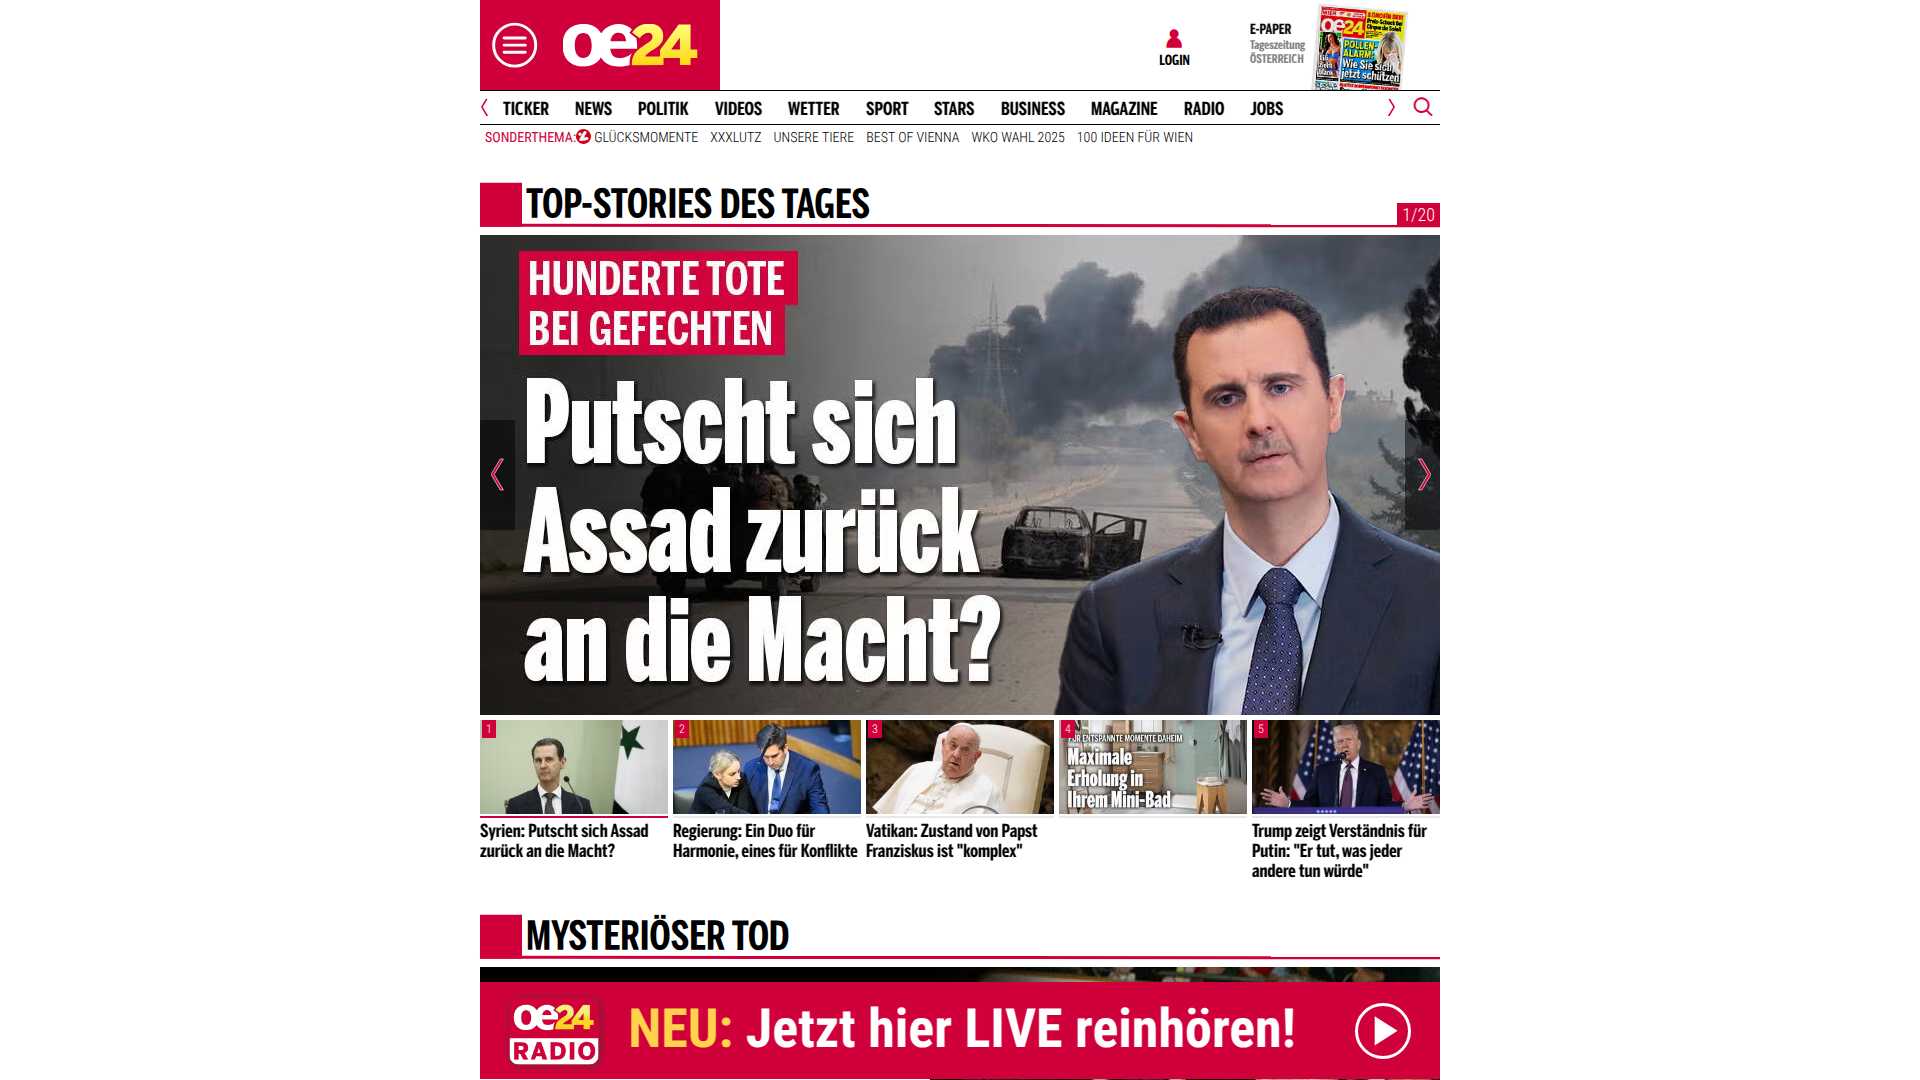 oe24
LOGIN
E-PAPER
Tageszeitung
ÖSTERREICH
oe24
POLLEN-
ALARM:
Wie Sie sich
jetzt schützen
TICKER NEWS POLITIK VIDEOS WETTER SPORT STARS BUSINESS MAGAZINE RADIO JOBS
SONDERTHEMA: GLÜCKSMOMENTE XXXLUTZ UNSERE TIERE BEST OF VIENNA WKO WAHL 2025 100 IDEEN FÜR WIEN
TOP-STORIES DES TAGES
1/20
HUNDERTE TOTE
BEI GEFECHTEN
Putscht sich
Assad zurück
an die Macht?
1
2
3
4
5
FÜR ENTSPANNTE MOMENTE DAHEIM
Maximale
Erholung in
Ihrem Mini-Bad
Syrien: Putscht sich Assad
zurück an die Macht?
Regierung: Ein Duo für
Harmonie, eines für Konflikte
Vatikan: Zustand von Papst
Franziskus ist "komplex"
Trump zeigt Verständnis für
Putin: "Er tut, was jeder
andere tun würde"
MYSTERIÖSER TOD
oe24
RADIO
NEU: Jetzt hier LIVE reinhören!